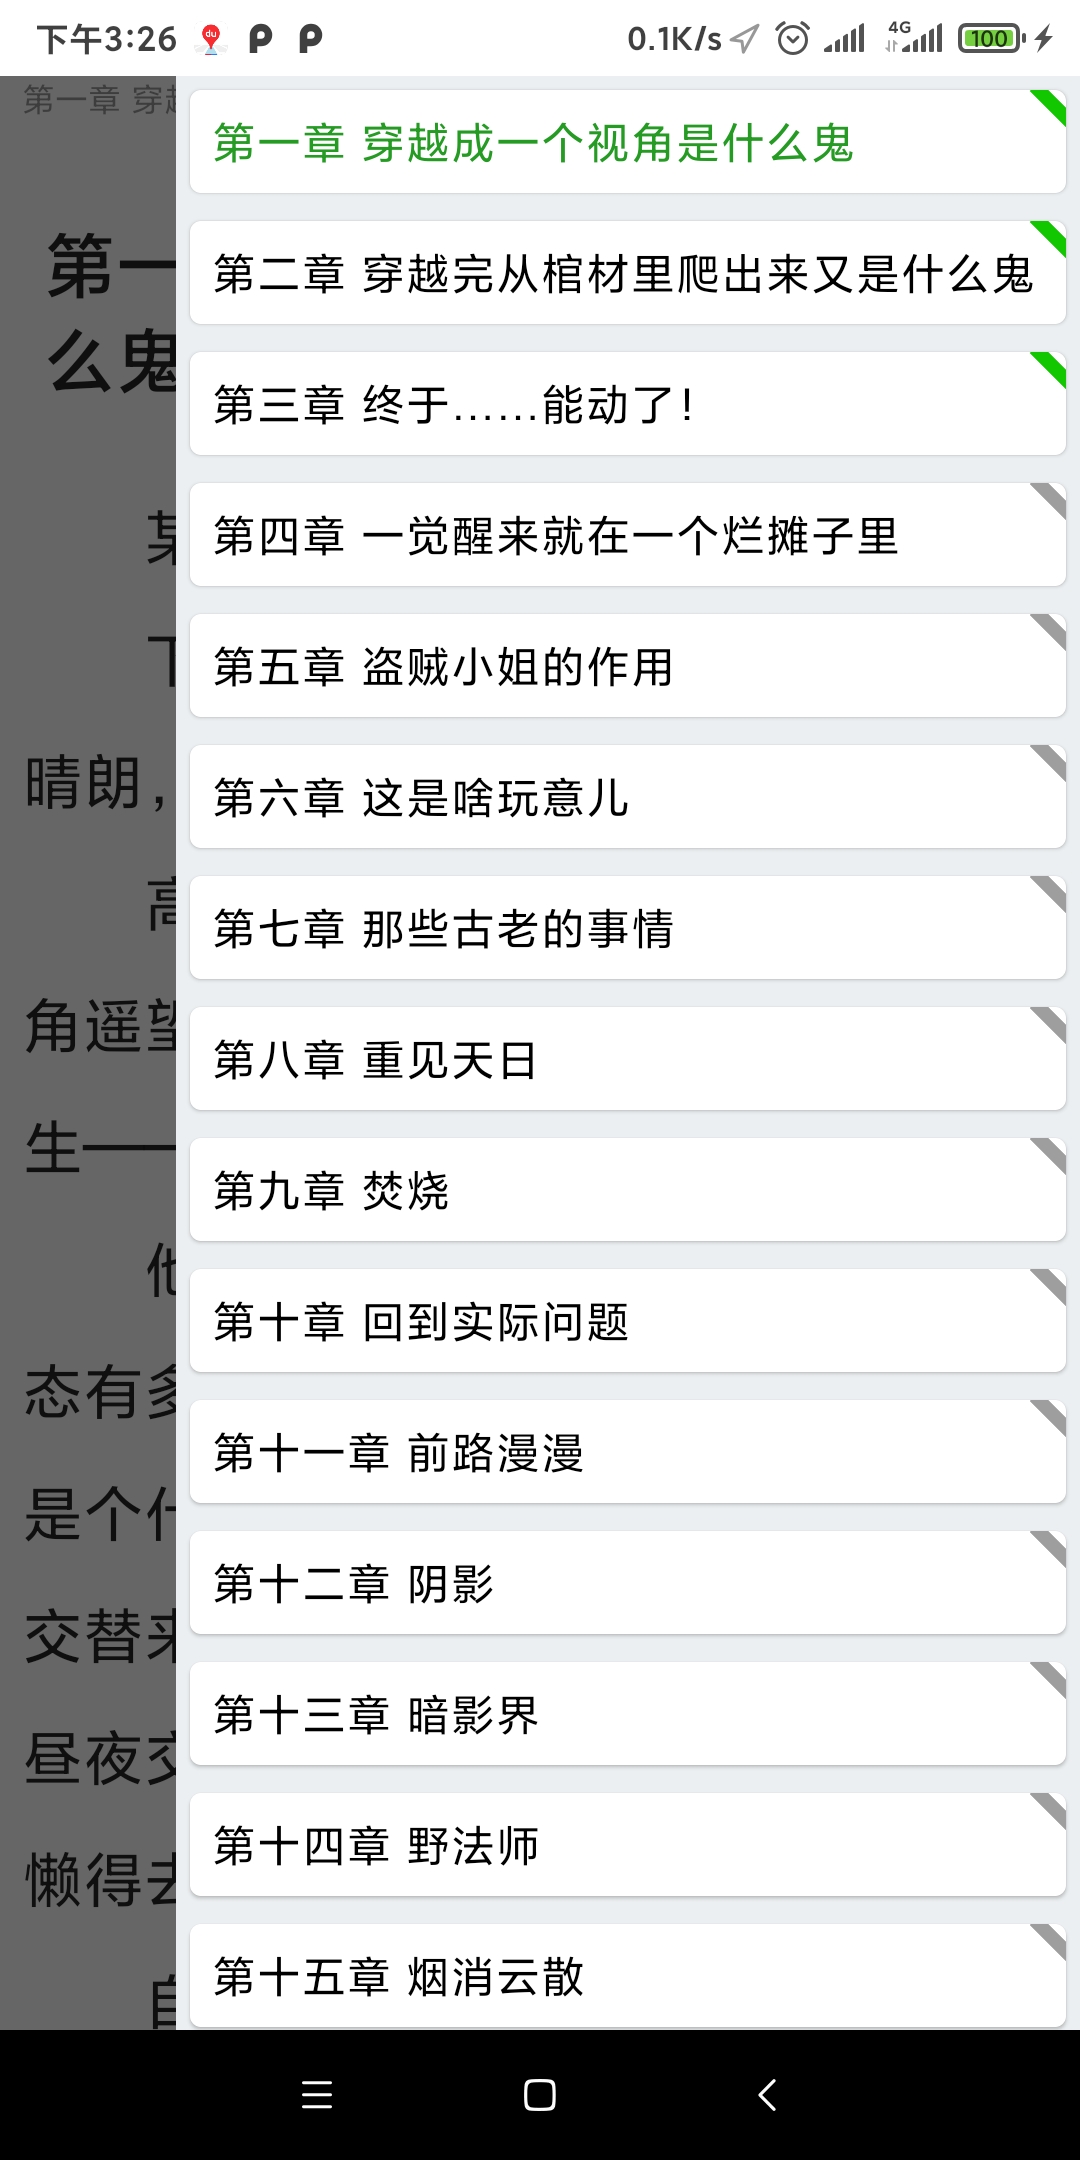 下午3:26
0.1K/s
4G
100
第一章 穿越
第一
么鬼
某
下
晴朗，
高
角遥望
生——
他
态有多
是个什
交替来
昼夜交
懒得去
自
第一章 穿越成一个视角是什么鬼
第二章 穿越完从棺材里爬出来又是什么鬼
第三章 终于……能动了！
第四章 一觉醒来就在一个烂摊子里
第五章 盗贼小姐的作用
第六章 这是啥玩意儿
第七章 那些古老的事情
第八章 重见天日
第九章 焚烧
第十章 回到实际问题
第十一章 前路漫漫
第十二章 阴影
第十三章 暗影界
第十四章 野法师
第十五章 烟消云散